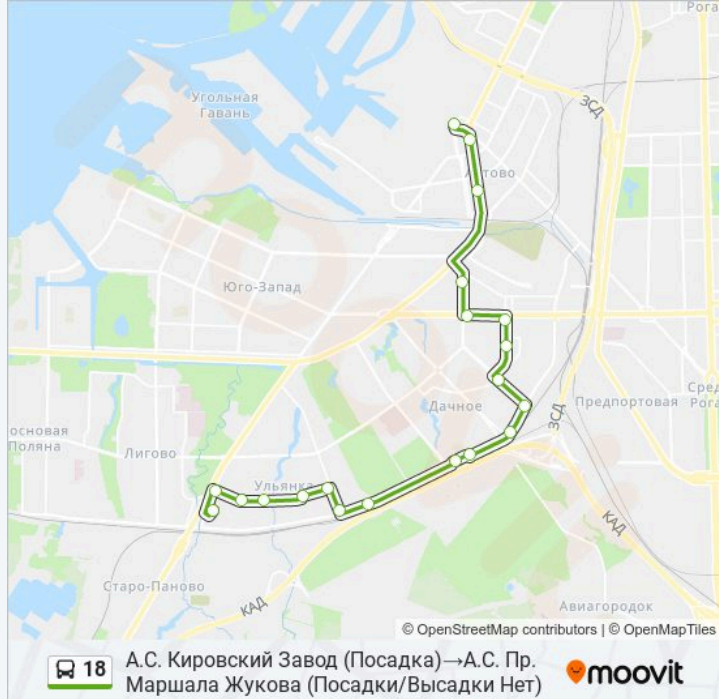 Рога
Угольная
Гавань
ЗСД
Юго-Запад
Дачное
ЗСД
Предпортовая
Сред
Рога
основая
Поляна
Лигово
Ульянка
КАД
Старо-Паново
КАД
Авиагородок
© OpenStreetMap contributors | © OpenMapTiles
18
А.С. Кировский Завод (Посадка)→А.С. Пр.
Маршала Жукова (Посадки/Высадки Нет)
moovit